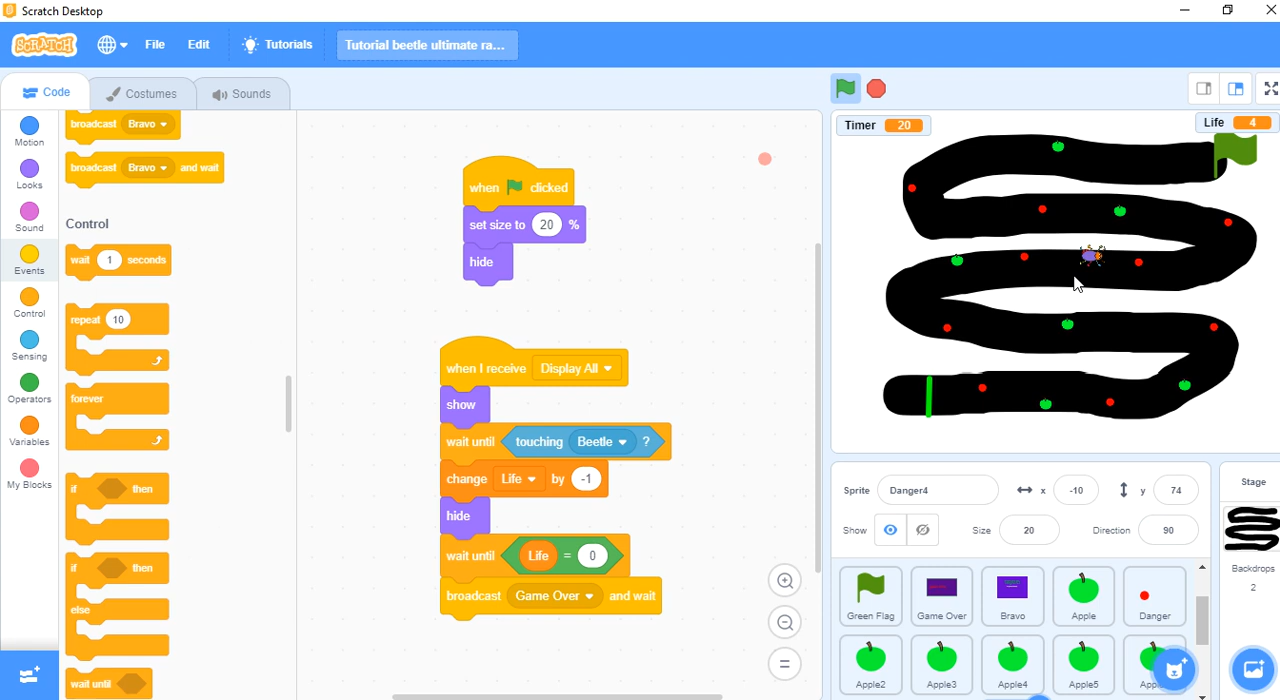 Scratch Desktop
SCRATCH File Edit Tutorials Tutorial beetle ultimate ra...
Code Costumes Sounds
Motion
Looks
Sound
Events
Control
Sensing
Operators
Variables
My Blocks
broadcast Bravo
broadcast Bravo and wait
Control
wait 1 seconds
repeat 10
forever
if then
if then
else
wait until
when clicked
set size to 20 %
hide
when I receive Display All
show
wait until touching Beetle ?
change Life by -1
hide
wait until Life = 0
broadcast Game Over and wait
Timer 20
Life 4
Sprite Danger4 x -10 y 74
Show Size 20 Direction 90
Green Flag Game Over Bravo Apple Danger
Apple2 Apple3 Apple4 Apple5
Stage
Backdrops
2